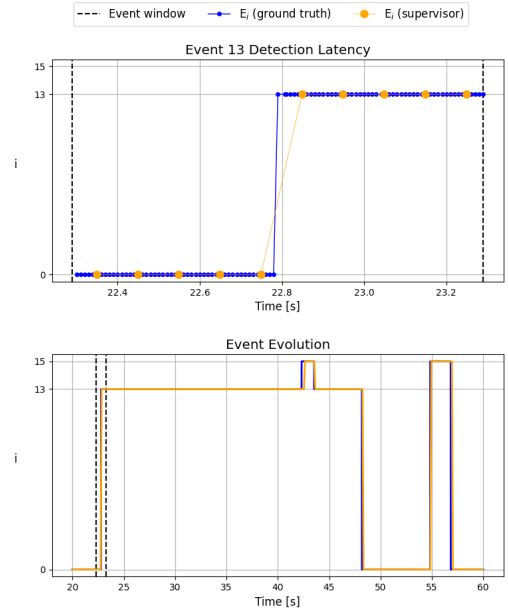 Event window E_i (ground truth) E_i (supervisor)
Event 13 Detection Latency
15
13
i
0
22.4 22.6 22.8 23.0 23.2
Time [s]
Event Evolution
15
13
i
0
20 25 30 35 40 45 50 55 60
Time [s]